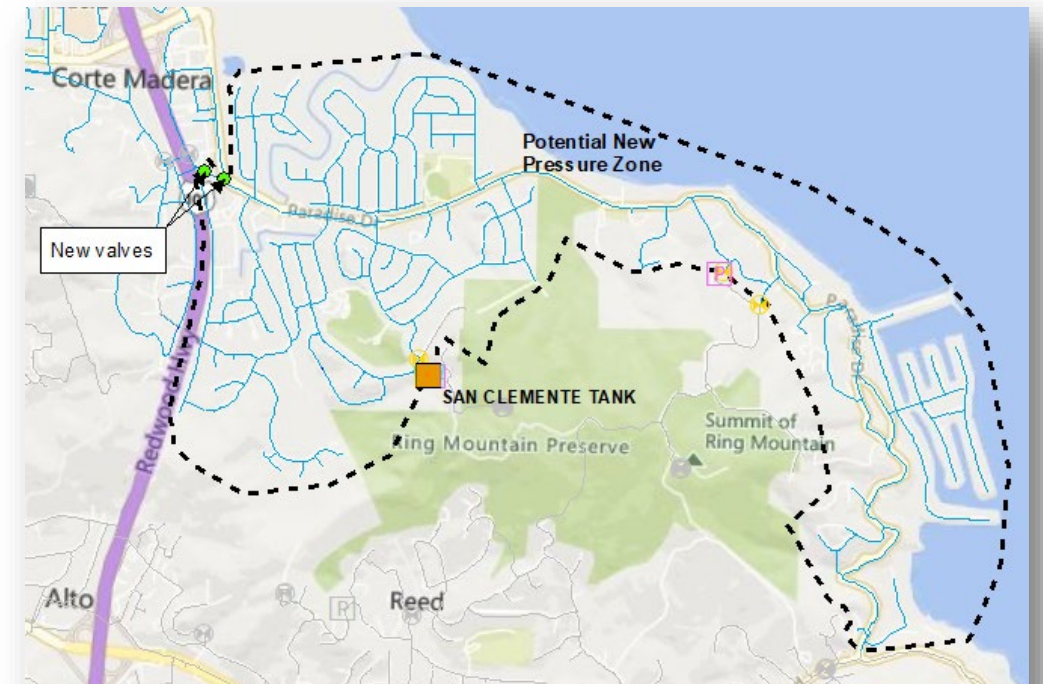 Corte Madera
Potential New
Pressure Zone
101
Paradise Dr
New valves
Paradise Dr
SAN CLEMENTE TANK
Summit of
Ring Mountain
Ring Mountain Preserve
Redwood Hwy
Alto
Reed